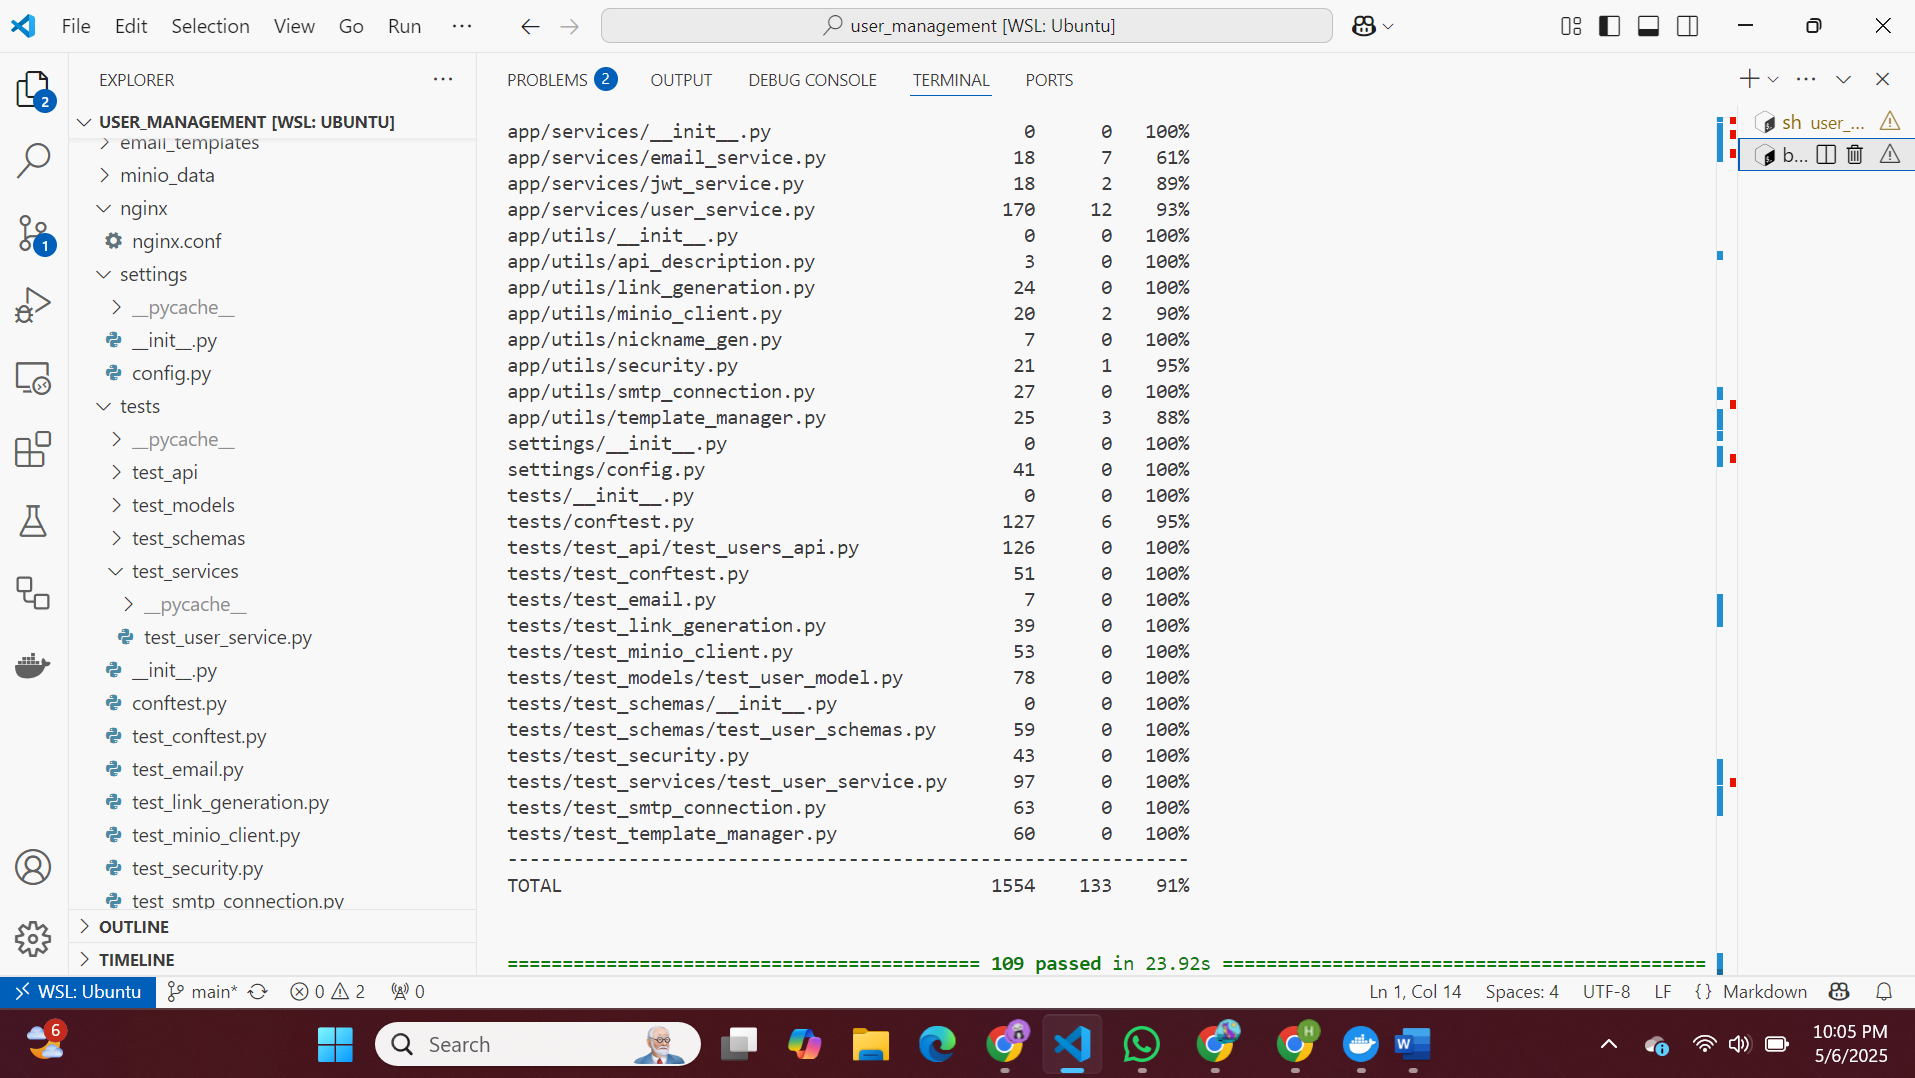 File Edit Selection View Go Run ···
user_management [WSL: Ubuntu]
EXPLORER
USER_MANAGEMENT [WSL: UBUNTU]
email_templates
minio_data
nginx
nginx.conf
settings
__pycache__
__init__.py
config.py
tests
__pycache__
test_api
test_models
test_schemas
test_services
__pycache__
test_user_service.py
__init__.py
conftest.py
test_conftest.py
test_email.py
test_link_generation.py
test_minio_client.py
test_security.py
test_smtp_connection.py
OUTLINE
TIMELINE
2
1
PROBLEMS 2 OUTPUT DEBUG CONSOLE TERMINAL PORTS
app/services/__init__.py 0 0 100%
app/services/email_service.py 18 7 61%
app/services/jwt_service.py 18 2 89%
app/services/user_service.py 170 12 93%
app/utils/__init__.py 0 0 100%
app/utils/api_description.py 3 0 100%
app/utils/link_generation.py 24 0 100%
app/utils/minio_client.py 20 2 90%
app/utils/nickname_gen.py 7 0 100%
app/utils/security.py 21 1 95%
app/utils/smtp_connection.py 27 0 100%
app/utils/template_manager.py 25 3 88%
settings/__init__.py 0 0 100%
settings/config.py 41 0 100%
tests/__init__.py 0 0 100%
tests/conftest.py 127 6 95%
tests/test_api/test_users_api.py 126 0 100%
tests/test_conftest.py 51 0 100%
tests/test_email.py 7 0 100%
tests/test_link_generation.py 39 0 100%
tests/test_minio_client.py 53 0 100%
tests/test_models/test_user_model.py 78 0 100%
tests/test_schemas/__init__.py 0 0 100%
tests/test_schemas/test_user_schemas.py 59 0 100%
tests/test_security.py 43 0 100%
tests/test_services/test_user_service.py 97 0 100%
tests/test_smtp_connection.py 63 0 100%
tests/test_template_manager.py 60 0 100%
--------------------------------------------------------------
TOTAL 1554 133 91%
=========================================== 109 passed in 23.92s ============================================
sh user_...
b...
WSL: Ubuntu main* 0 2 0
Ln 1, Col 14 Spaces: 4 UTF-8 LF { } Markdown
6
Search
H
W
10:05 PM
5/6/2025